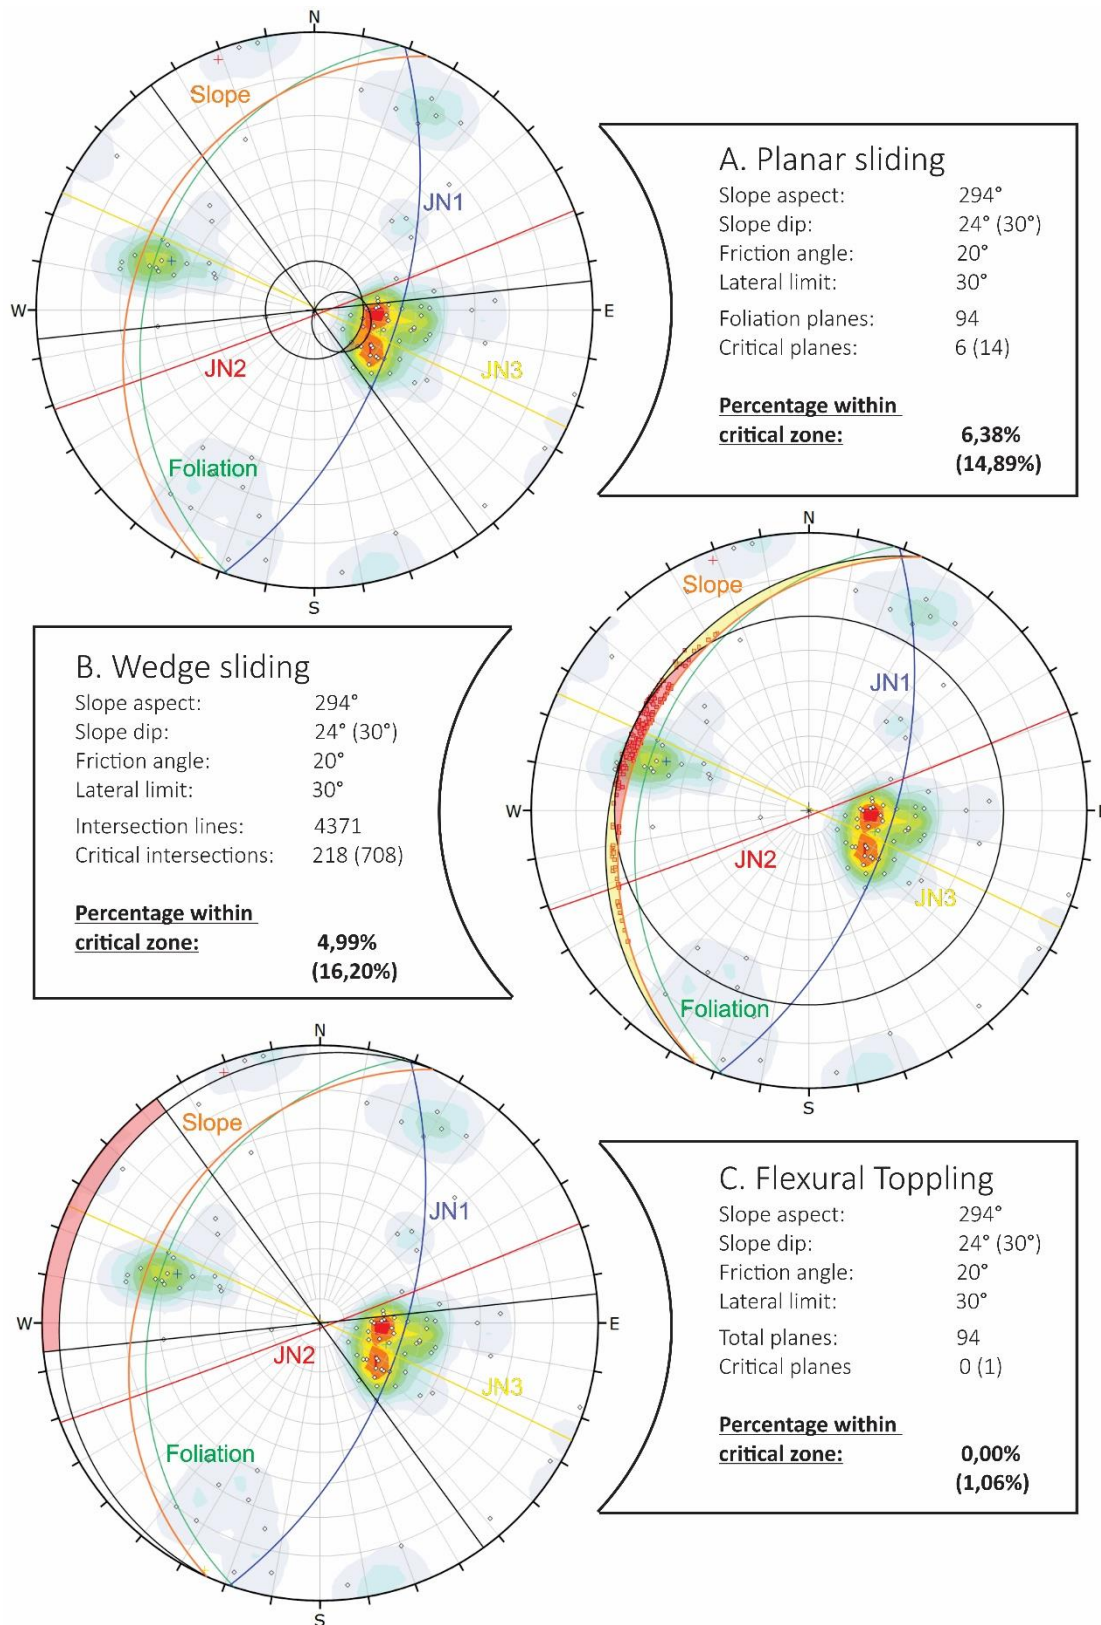 N
Slope
JN1
W
E
JN2
JN3
Foliation
S
A. Planar sliding
Slope aspect: 294°
Slope dip: 24° (30°)
Friction angle: 20°
Lateral limit: 30°
Foliation planes: 94
Critical planes: 6 (14)
Percentage within
critical zone: 6,38%
(14,89%)
N
Slope
JN1
W
E
JN2
JN3
Foliation
S
B. Wedge sliding
Slope aspect: 294°
Slope dip: 24° (30°)
Friction angle: 20°
Lateral limit: 30°
Intersection lines: 4371
Critical intersections: 218 (708)
Percentage within
critical zone: 4,99%
(16,20%)
N
Slope
JN1
W
E
JN2
JN3
Foliation
S
C. Flexural Toppling
Slope aspect: 294°
Slope dip: 24° (30°)
Friction angle: 20°
Lateral limit: 30°
Total planes: 94
Critical planes 0 (1)
Percentage within
critical zone: 0,00%
(1,06%)